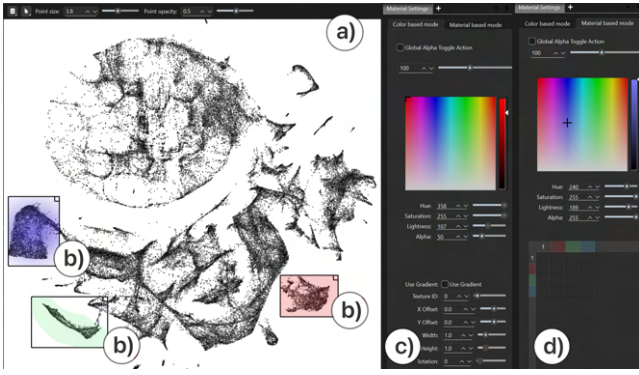 Point size: 3.8 Point opacity: 0.5
a)
b)
b)
b)
Material Settings
Color based mode Material based mode
Global Alpha Toggle Action
100
Hue: 358
Saturation: 255
Lightness: 107
Alpha: 50
Use Gradient: Use Gradient
Texture ID: 0
X Offset: 0.0
Y Offset: 0.0
Width: 1.0
Height: 1.0
Rotation: 0
c)
Material Settings
Color based mode Material based mode
Global Alpha Toggle Action
100
Hue: 240
Saturation: 255
Lightness: 189
Alpha: 255
1
1
d)